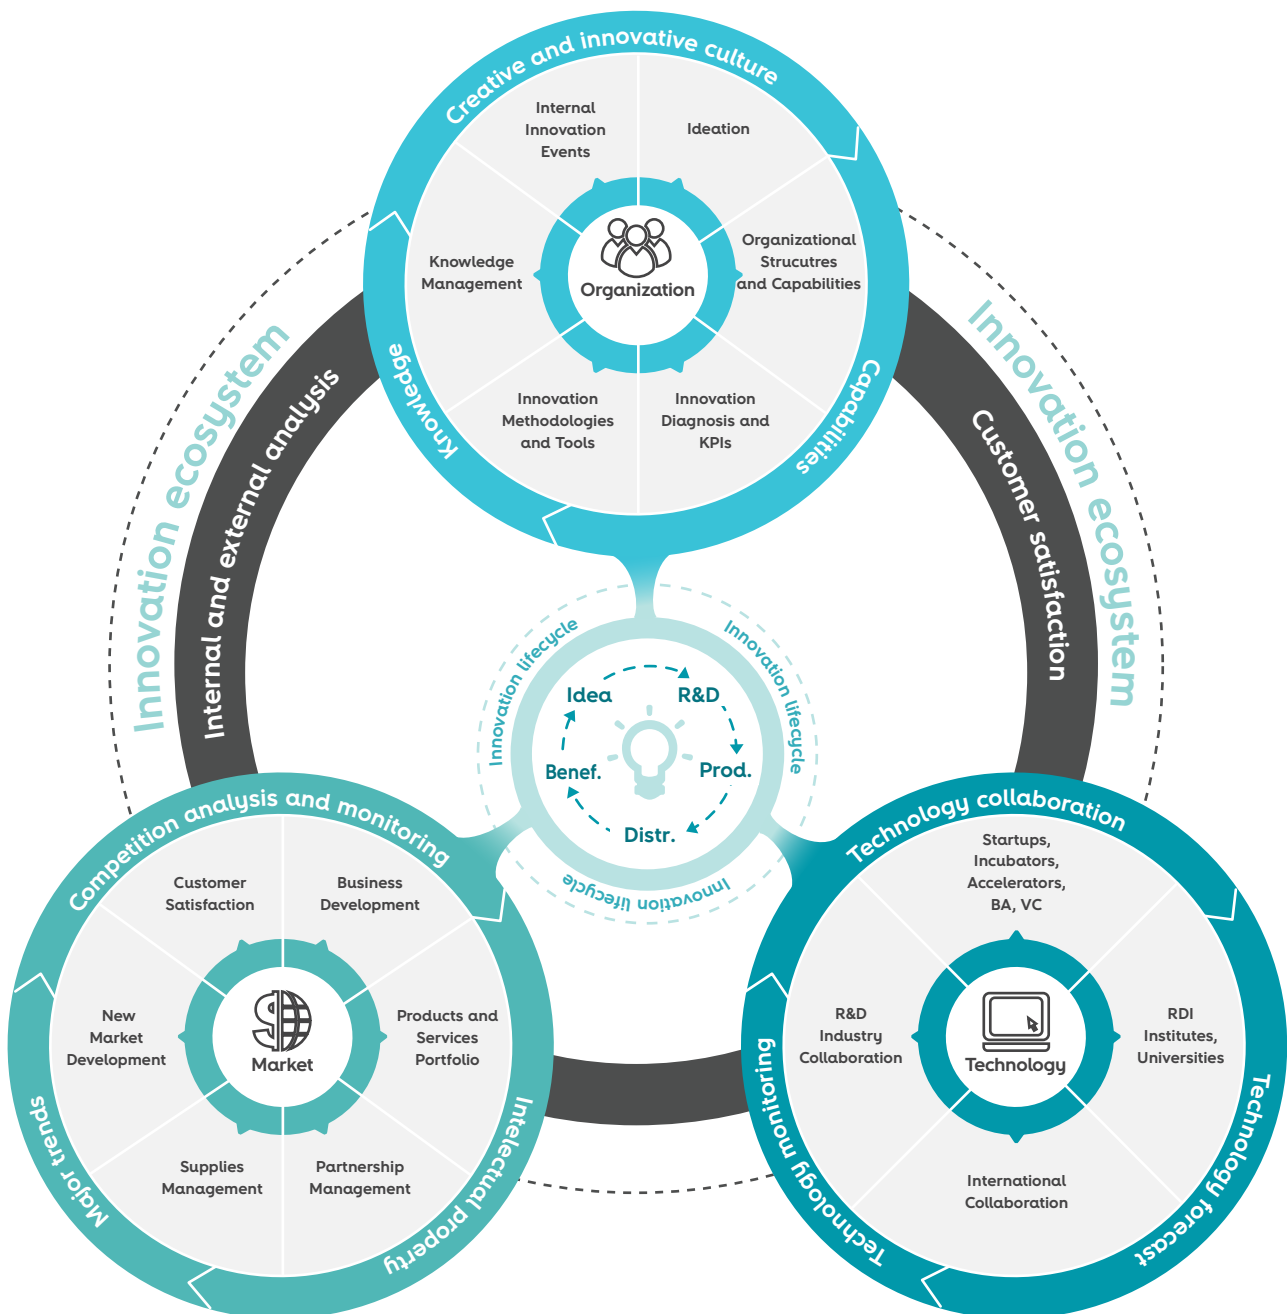 Creative and innovative culture
Internal
Innovation
Events
Ideation
Knowledge
Management
Organization
Organizational
Strucutres
and Capabilities
Innovation
Methodologies
and Tools
Innovation
Diagnosis and
KPIs
Knowledge
Capabilities
Innovation ecosystem
Internal and external analysis
Customer satisfaction
Innovation ecosystem
Innovation lifecycle
Innovation lifecycle
Innovation lifecycle
Idea
R&D
Benef.
Prod.
Distr.
Competition analysis and monitoring
Customer
Satisfaction
Business
Development
New
Market
Development
Market
Products and
Services
Portfolio
Supplies
Management
Partnership
Management
Major trends
Intelectual property
Technology collaboration
Startups,
Incubators,
Accelerators,
BA, VC
R&D
Industry
Collaboration
Technology
RDI
Institutes,
Universities
International
Collaboration
Technology monitoring
Technology forecast